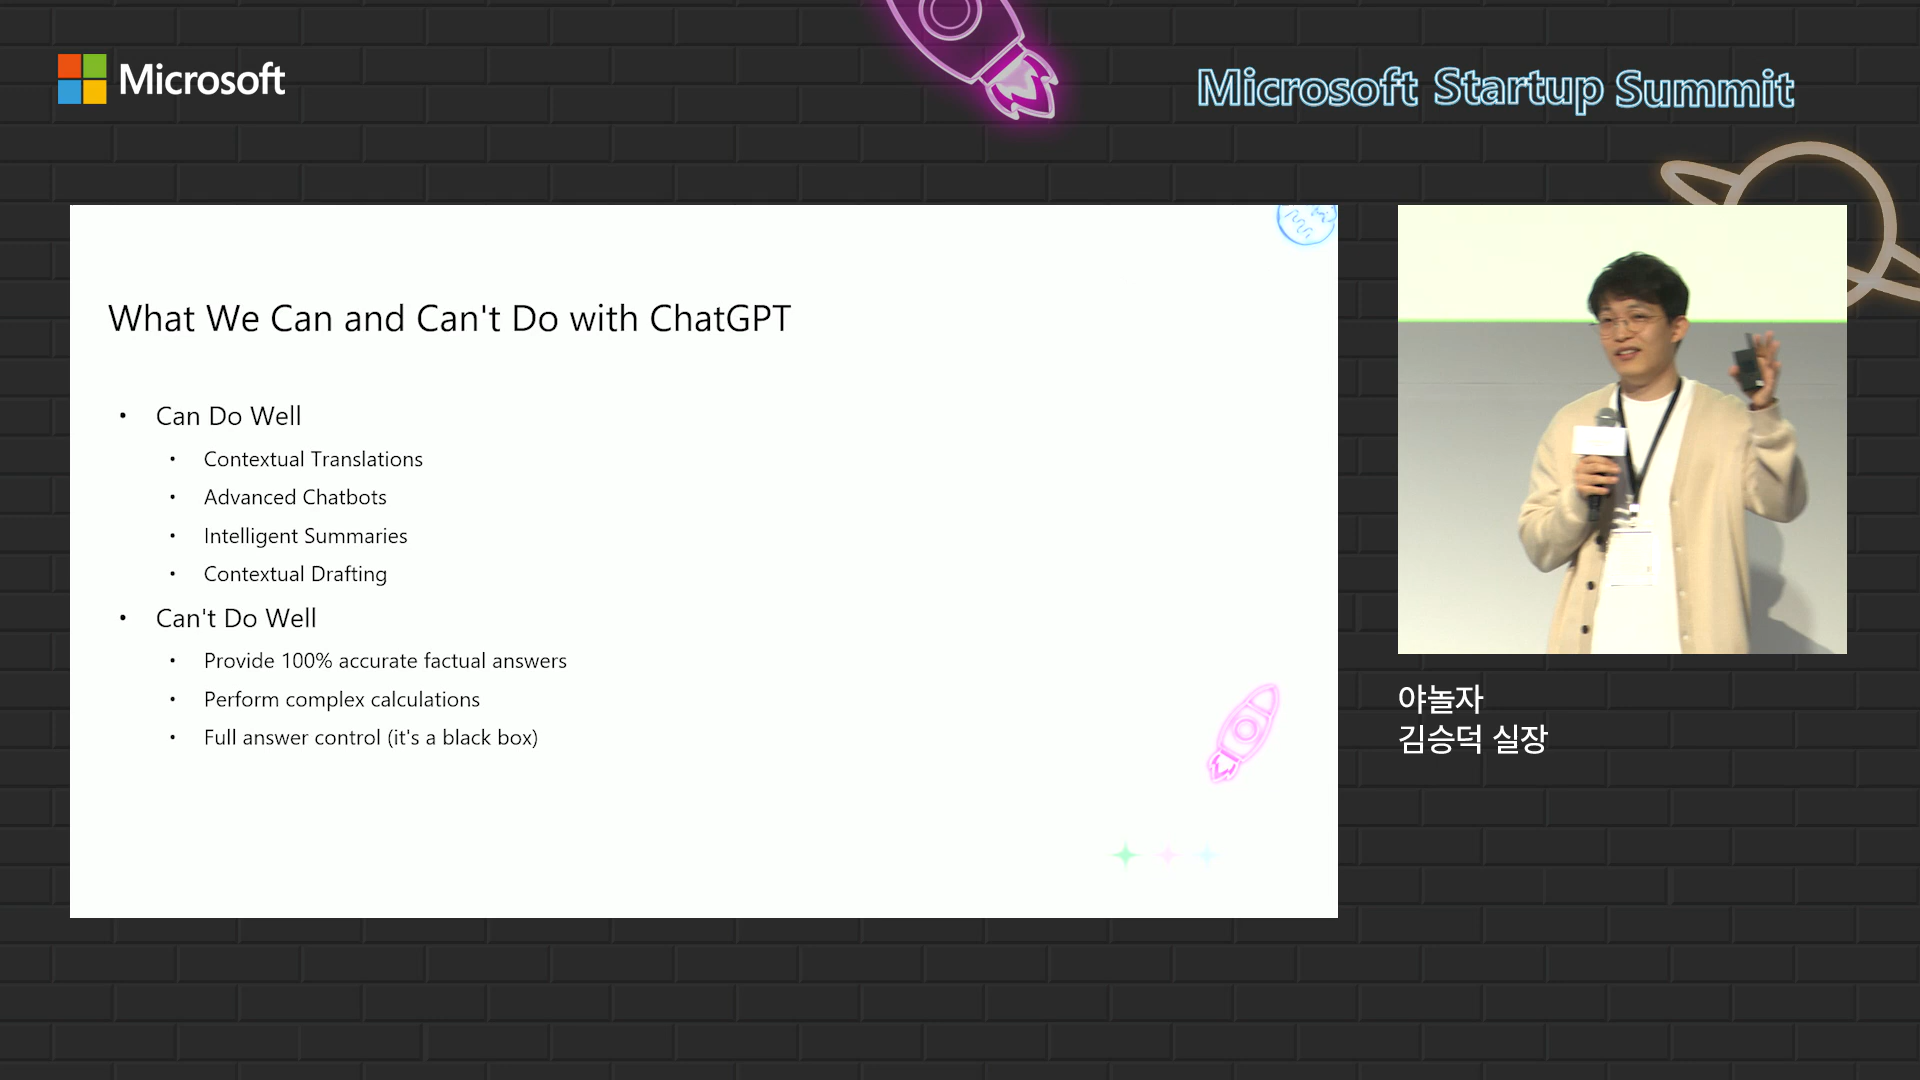 Microsoft
Microsoft Startup Summit
What We Can and Can't Do with ChatGPT
• Can Do Well
• Contextual Translations
• Advanced Chatbots
• Intelligent Summaries
• Contextual Drafting
• Can't Do Well
• Provide 100% accurate factual answers
• Perform complex calculations
• Full answer control (it's a black box)
야놀자
김승덕 실장